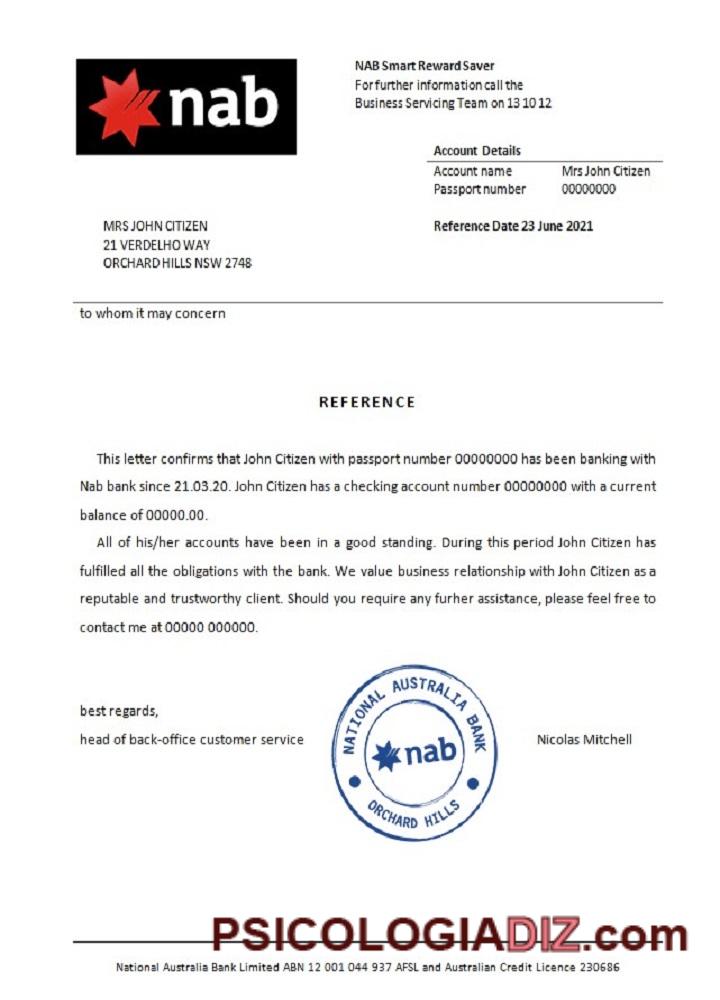 nab
NAB Smart Reward Saver
For further information call the
Business Servicing Team on 13 10 12
Account Details
Account name Mrs John Citizen
Passport number 00000000
MRS JOHN CITIZEN
21 VERDELHO WAY
ORCHARD HILLS NSW 2748
Reference Date 23 June 2021
to whom it may concern
REFERENCE
This letter confirms that John Citizen with passport number 00000000 has been banking with
Nab bank since 21.03.20. John Citizen has a checking account number 00000000 with a current
balance of 00000.00.
All of his/her accounts have been in a good standing. During this period John Citizen has
fulfilled all the obligations with the bank. We value business relationship with John Citizen as a
reputable and trustworthy client. Should you require any furher assistance, please feel free to
contact me at 00000 000000.
best regards,
head of back-office customer service
NATIONAL AUSTRALIA BANK
nab
ORCHARD HILLS
Nicolas Mitchell
PSICOLOGIADIZ.com
National Australia Bank Limited ABN 12 001 044 937 AFSL and Australian Credit Licence 230686